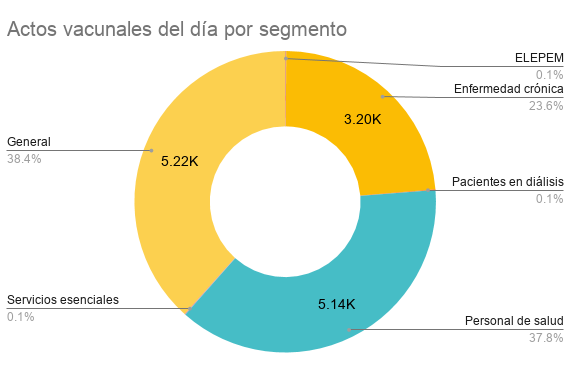 Actos vacunales del día por segmento
ELEPEM
0.1%
Enfermedad crónica
23.6%
3.20K
General
38.4%
5.22K
Pacientes en diálisis
0.1%
Servicios esenciales
0.1%
5.14K
Personal de salud
37.8%